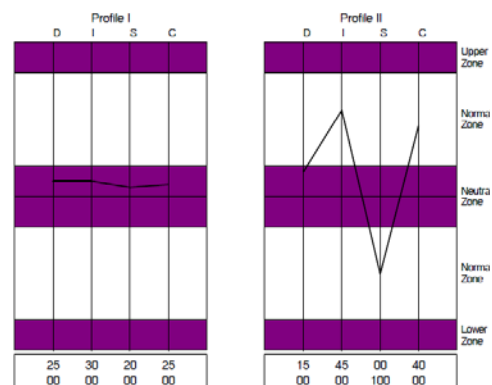 Profile I
D I S C
Profile II
D I S C
Upper
Zone
Norma
Zone
Neutra
Zone
Norma
Zone
Lower
Zone
25 30 20 25
00 00 00 00
15 45 00 40
00 00 100 00